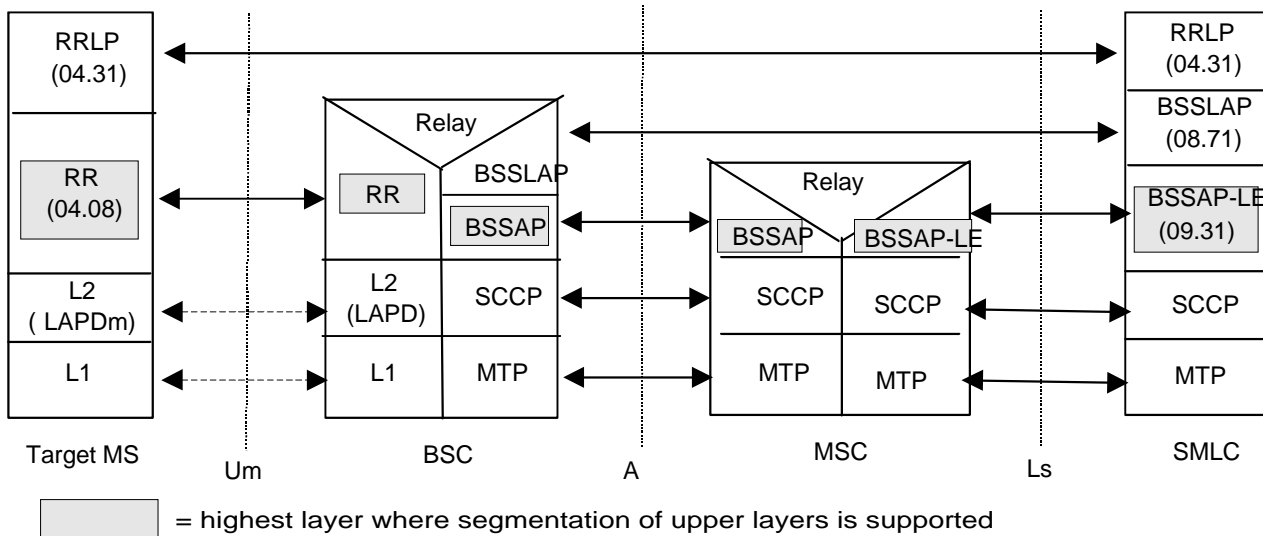 RRLP
(04.31)
RR
(04.08)
L2
( LAPDm)
L1
Target MS
Um
Relay
RR
BSSLAP
BSSAP
L2
(LAPD)
SCCP
L1
MTP
BSC
A
Relay
BSSAP
BSSAP-LE
SCCP
SCCP
MTP
MTP
MSC
Ls
RRLP
(04.31)
BSSLAP
(08.71)
BSSAP-LE
(09.31)
SCCP
MTP
SMLC
= highest layer where segmentation of upper layers is supported